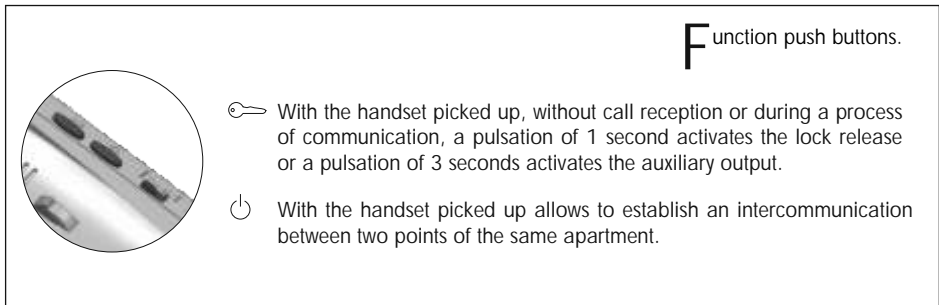 Function push buttons.
With the handset picked up, without call reception or during a process
of communication, a pulsation of 1 second activates the lock release
or a pulsation of 3 seconds activates the auxiliary output.
With the handset picked up allows to establish an intercommunication
between two points of the same apartment.